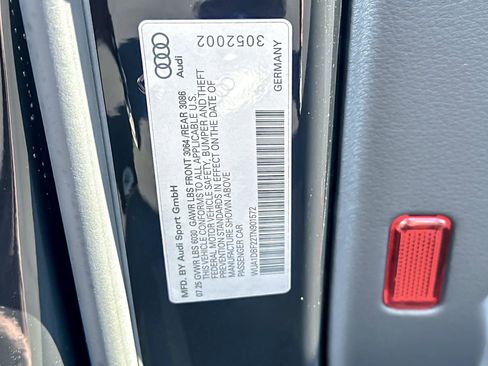 MFD. BY Audi Sport GmbH
07.25 GVWR LBS 6030 GAWR LBS FRONT 3064 /REAR 3086
THIS VEHICLE CONFORMS TO ALL APPLICABLE U.S.
FEDERAL MOTOR VEHICLE SAFETY, BUMPER AND THEFT
PREVENTION STANDARDS IN EFFECT ON THE DATE OF
MANUFACTURE SHOWN ABOVE
PASSENGER CAR
Audi
3052002
GERMANY